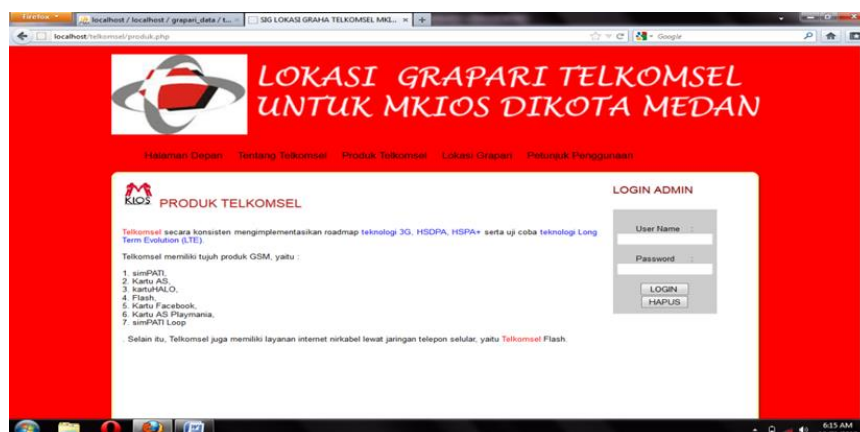 Firefox
localhost / localhost / grapari_data / t...
SIG LOKASI GRAHA TELKOMSEL MKI...
localhost/telkomsel/produk.php
Google
LOKASI GRAPARI TELKOMSEL
UNTUK MKIOS DIKOTA MEDAN
Halaman Depan Tentang Telkomsel Produk Telkomsel Lokasi Grapari Petunjuk Penggunaan
M
KIOS
PRODUK TELKOMSEL
Telkomsel secara konsisten mengimplementasikan roadmap teknologi 3G, HSDPA, HSPA+ serta uji coba teknologi Long
Term Evolution (LTE).
Telkomsel memiliki tujuh produk GSM, yaitu :
1. simPATI,
2. Kartu AS,
3. kartuHALO,
4. Flash,
5. Kartu Facebook,
6. Kartu AS Playmania,
7. simPATI Loop
. Selain itu, Telkomsel juga memiliki layanan internet nirkabel lewat jaringan telepon selular, yaitu Telkomsel Flash.
LOGIN ADMIN
User Name :
Password :
LOGIN
HAPUS
6:15 AM